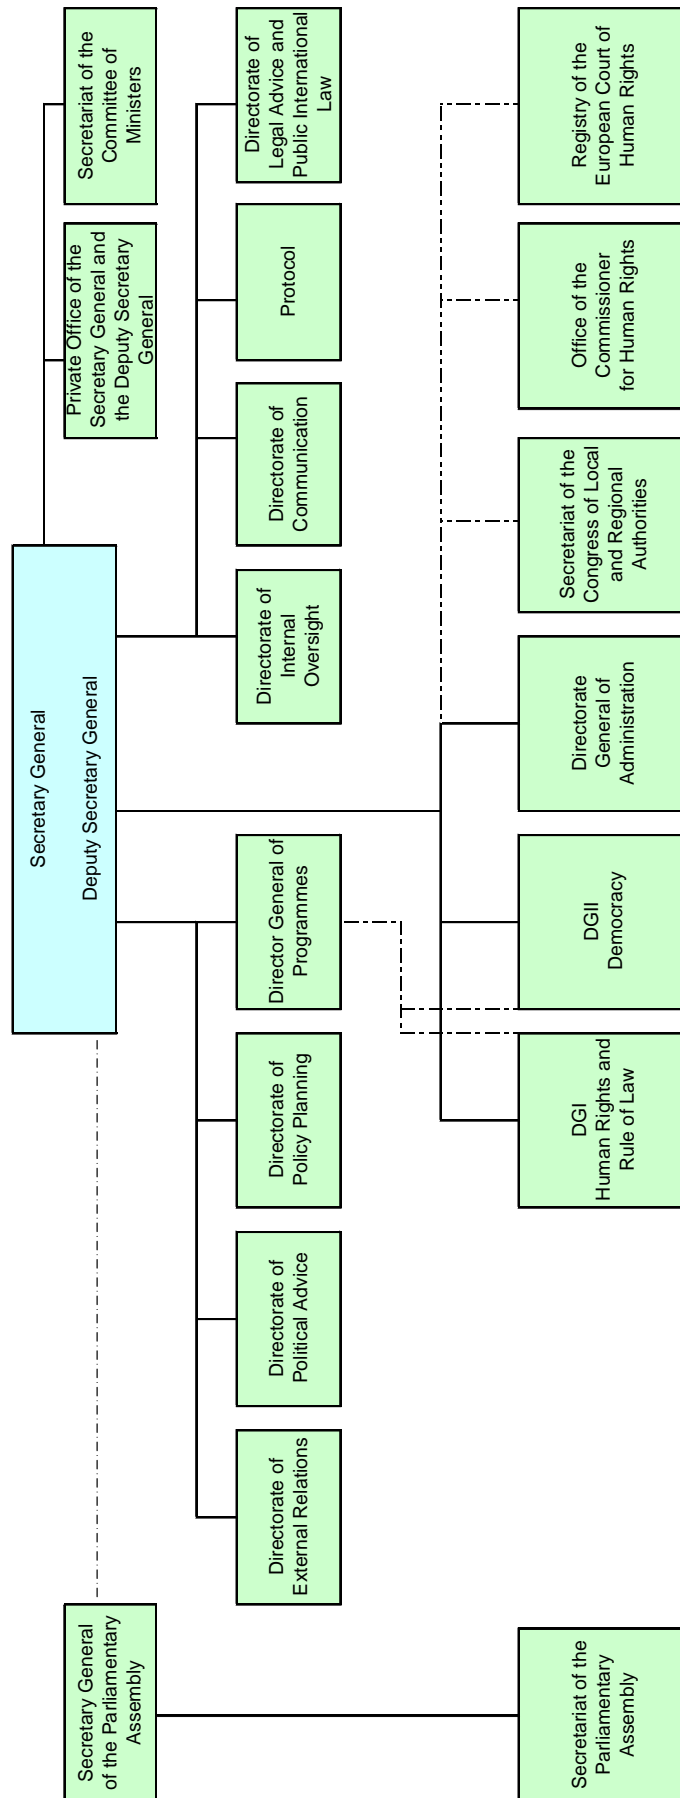 Secretary General
Deputy Secretary General
Secretary General
of the Parliamentary
Assembly
Private Office of the
Secretary General and
the Deputy Secretary
General
Secretariat of the
Committee of
Ministers
Directorate of
External Relations
Directorate of
Political Advice
Directorate of
Policy Planning
Director General of
Programmes
Directorate of
Internal
Oversight
Directorate of
Communication
Protocol
Directorate of
Legal Advice and
Public International
Law
Secretariat of the
Parliamentary
Assembly
DGI
Human Rights and
Rule of Law
DGII
Democracy
Directorate
General of
Administration
Secretariat of the
Congress of Local
and Regional
Authorities
Office of the
Commissioner
for Human Rights
Registry of the
European Court of
Human Rights